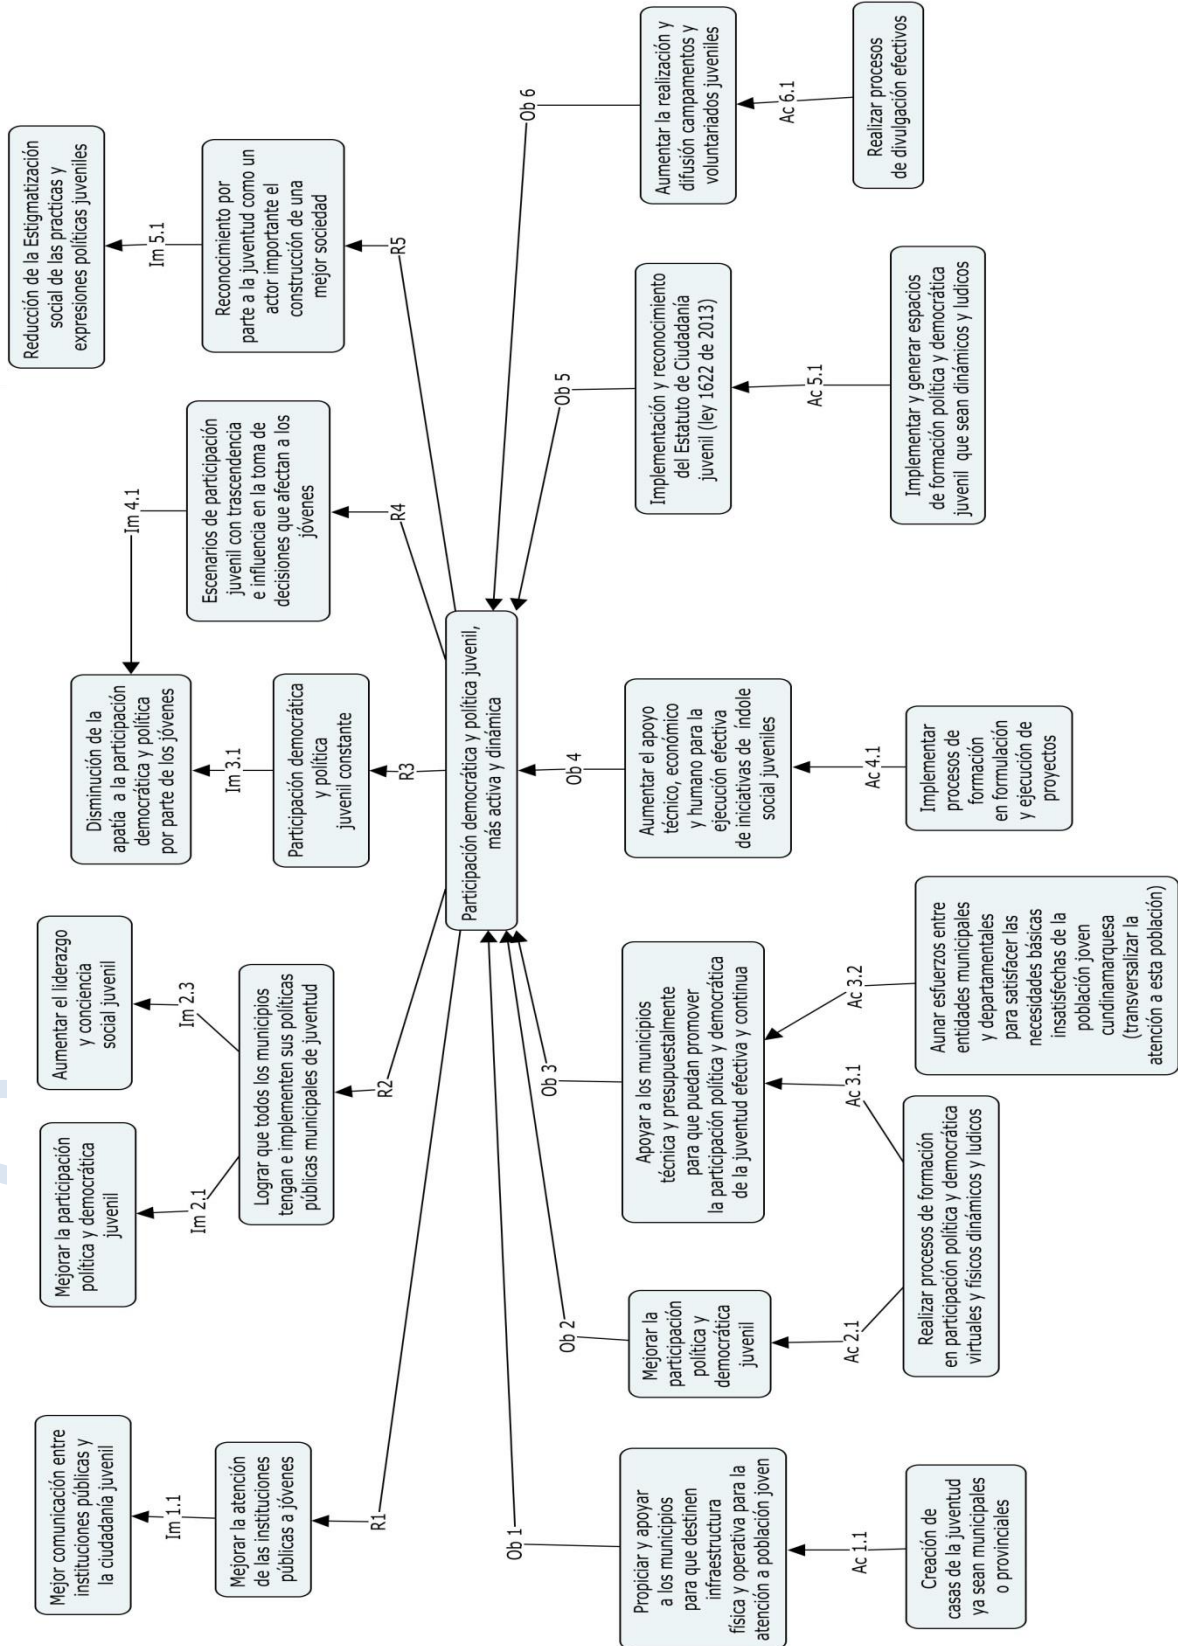 Mejor comunicación entre
instituciones públicas y
la ciudadanía juvenil
Mejorar la participación
política y democrática
juvenil
Aumentar el liderazgo
y conciencia
social juvenil
Disminución de la
apatía a la participación
democrática y política
por parte de los jóvenes
Reducción de la Estigmatización
social de las practicas y
expresiones políticas juveniles
Im 1.1
Im 2.1
Im 2.3
Im 3.1
Im 4.1
Im 5.1
Mejorar la atención
de las instituciones
públicas a jóvenes
Lograr que todos los municipios
tengan e implementen sus políticas
públicas municipales de juventud
Participación democrática
y política
juvenil constante
Escenarios de participación
juvenil con trascendencia
e influencia en la toma de
decisiones que afectan a los
jóvenes
Reconocimiento por
parte a la juventud como un
actor importante el
construcción de una
mejor sociedad
R1
R2
R3
R4
R5
Participación democrática y política juvenil,
más activa y dinámica
Ob 1
Ob 2
Ob 3
Ob 4
Ob 5
Ob 6
Propiciar y apoyar
a los municipios
para que destinen
infraestructura
física y operativa para la
atención a población joven
Mejorar la
participación
política y
democrática
juvenil
Apoyar a los municipios
técnica y presupuestalmente
para que puedan promover
la participación política y democrática
de la juventud efectiva y continua
Aumentar el apoyo
técnico, económico
y humano para la
ejecución efectiva
de iniciativas de índole
social juveniles
Implementación y reconocimiento
del Estatuto de Ciudadanía
juvenil (ley 1622 de 2013)
Aumentar la realización y
difusión campamentos y
voluntariados juveniles
Ac 1.1
Ac 2.1
Ac 3.1
Ac 3.2
Ac 4.1
Ac 5.1
Ac 6.1
Creación de
casas de la juventud
ya sean municipales
o provinciales
Realizar procesos de formación
en participación política y democrática
virtuales y físicos dinámicos y ludicos
Aunar esfuerzos entre
entidades municipales
y departamentales
para satisfacer las
necesidades básicas
insatisfechas de la
población joven
cundinamarquesa
(transversalizar la
atención a esta población)
Implementar
procesos de
formación
en formulación
y ejecución de
proyectos
Implementar y generar espacios
de formación política y democrática
juvenil que sean dinámicos y ludicos
Realizar procesos
de divulgación efectivos